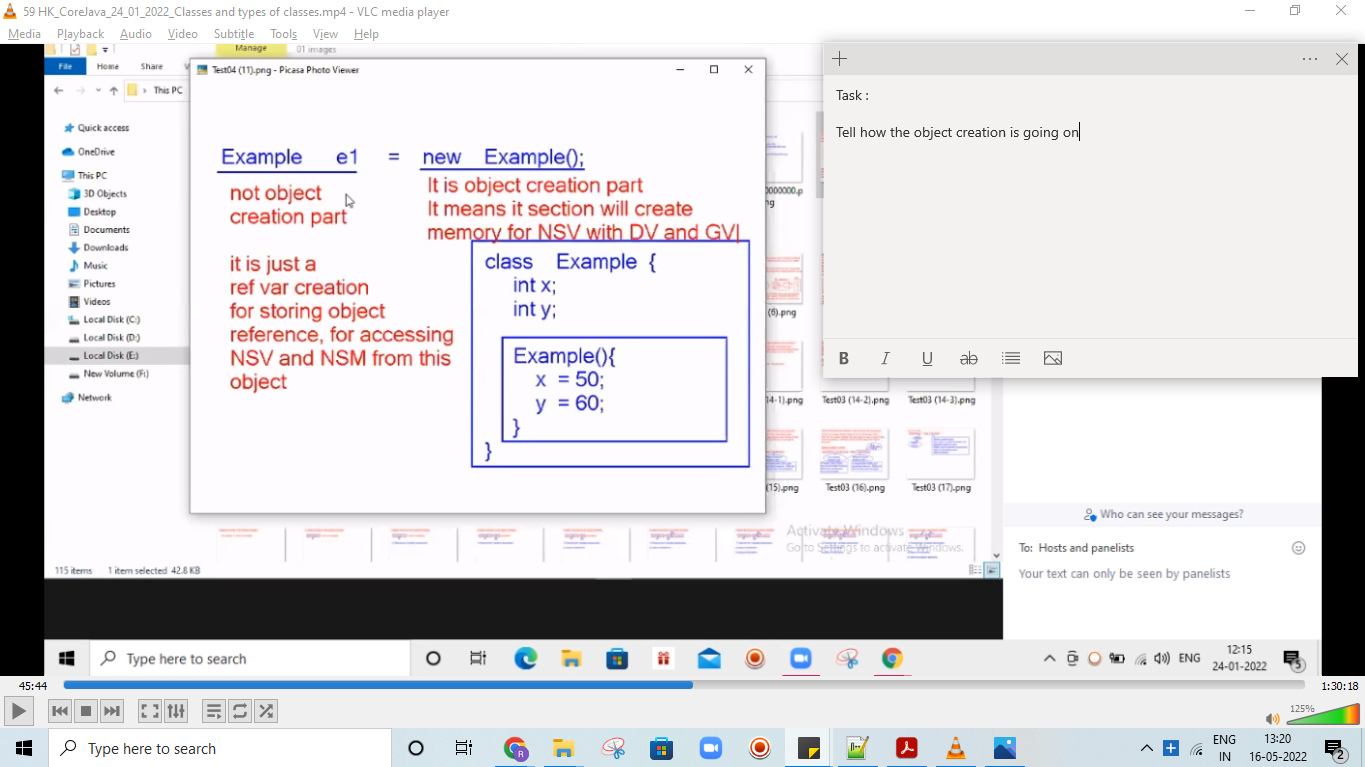 59 HK_CoreJava_24_01_2022_Classes and types of classes.mp4 - VLC media player
Media Playback Audio Video Subtitle Tools View Help
Manage 01 images
File Home Share
This PC
Quick access
OneDrive
This PC
3D Objects
Desktop
Documents
Downloads
Music
Pictures
Videos
Local Disk (C:)
Local Disk (D:)
Local Disk (E:)
New Volume (F:)
Network
Test04 (11).png - Picasa Photo Viewer
Example e1 = new Example();
not object
creation part
it is just a
ref var creation
for storing object
reference, for accessing
NSV and NSM from this
object
It is object creation part
It means it section will create
memory for NSV with DV and GV|
class Example {
int x;
int y;
Example(){
x = 50;
y = 60;
}
}
0000000.p
ng
(6).png
14-1).png Test03 (14-2).png Test03 (14-3).png
(15).png Test03 (16).png Test03 (17).png
Activate Windows
Go to Settings to activate Windows.
115 items 1 item selected 42.8 KB
Task :
Tell how the object creation is going on
B I U ab
Who can see your messages?
To: Hosts and panelists
Your text can only be seen by panelists
Type here to search
ENG
12:15
24-01-2022
5
45:44
1:30:18
125%
Type here to search
ENG
IN
13:20
16-05-2022
2